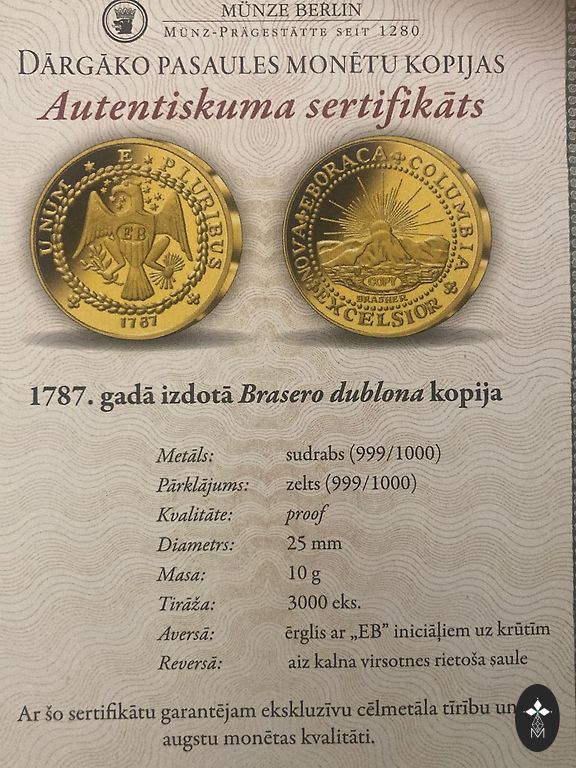 MÜNZE BERLIN
MÜNZ-PRÄGESTÄTTE SEIT 1280
DĀRGĀKO PASAULES MONĒTU KOPIJAS
Autentiskuma sertifikāts
UNUM * E * PLURIBUS
EB
1787
NOVA EBORACA COLUMBIA EXCELSIOR
COPY
BRASHER
1787. gadā izdotā Brasero dublona kopija
Metāls: sudrabs (999/1000)
Pārklājums: zelts (999/1000)
Kvalitāte: proof
Diametrs: 25 mm
Masa: 10 g
Tirāža: 3000 eks.
Aversā: ērglis ar „EB” iniciāļiem uz krūtīm
Reversā: aiz kalna virsotnes rietoša saule
Ar šo sertifikātu garantējam ekskluzīvu cēlmetāla tīrību un
augstu monētas kvalitāti.
M